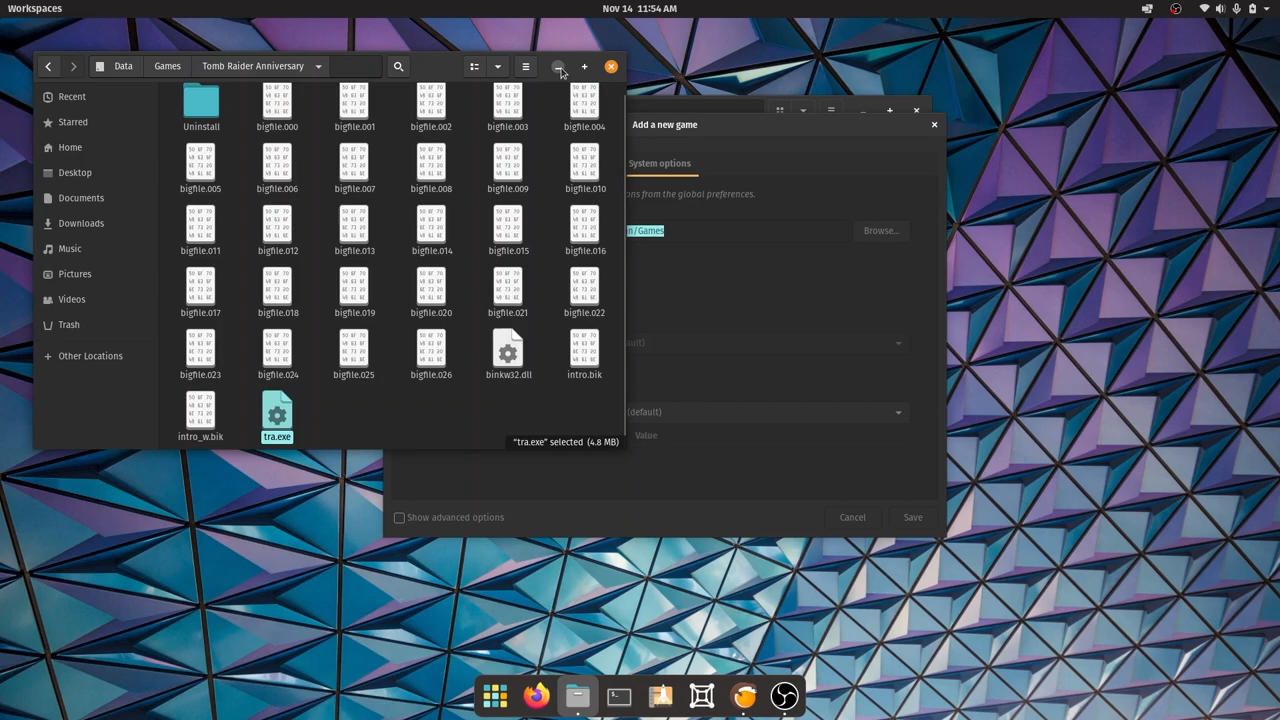 Workspaces
Nov 14 11:54 AM
Data
Games
Tomb Raider Anniversary
Recent
Starred
Home
Desktop
Documents
Downloads
Music
Pictures
Videos
Trash
Other Locations
Uninstall
bigfile.000
bigfile.001
bigfile.002
bigfile.003
bigfile.004
bigfile.005
bigfile.006
bigfile.007
bigfile.008
bigfile.009
bigfile.010
bigfile.011
bigfile.012
bigfile.013
bigfile.014
bigfile.015
bigfile.016
bigfile.017
bigfile.018
bigfile.019
bigfile.020
bigfile.021
bigfile.022
bigfile.023
bigfile.024
bigfile.025
bigfile.026
binkw32.dll
intro.bik
intro_w.bik
tra.exe
"tra.exe" selected (4.8 MB)
Add a new game
System options
from the global preferences.
/Games
Browse...
(default)
Value
Show advanced options
Cancel
Save